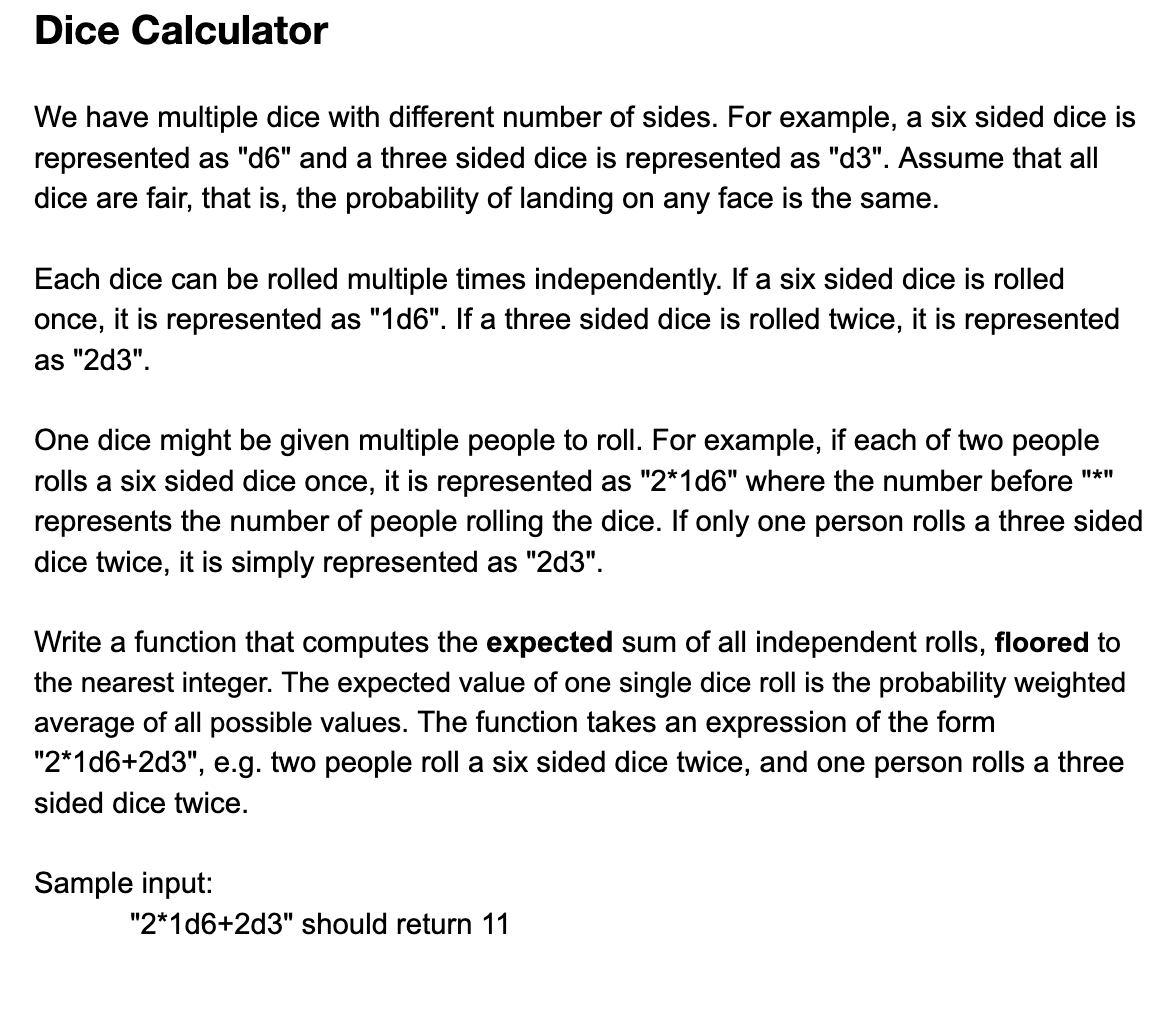 Dice Calculator
We have multiple dice with different number of sides. For example, a six sided dice is
represented as "d6" and a three sided dice is represented as "d3". Assume that all
dice are fair, that is, the probability of landing on any face is the same.
Each dice can be rolled multiple times independently. If a six sided dice is rolled
once, it is represented as "1d6". If a three sided dice is rolled twice, it is represented
as "2d3".
One dice might be given multiple people to roll. For example, if each of two people
rolls a six sided dice once, it is represented as "2*1d6" where the number before "*"
represents the number of people rolling the dice. If only one person rolls a three sided
dice twice, it is simply represented as "2d3".
Write a function that computes the expected sum of all independent rolls, floored to
the nearest integer. The expected value of one single dice roll is the probability weighted
average of all possible values. The function takes an expression of the form
"2*1d6+2d3", e.g. two people roll a six sided dice twice, and one person rolls a three
sided dice twice.
Sample input:
"2*1d6+2d3" should return 11